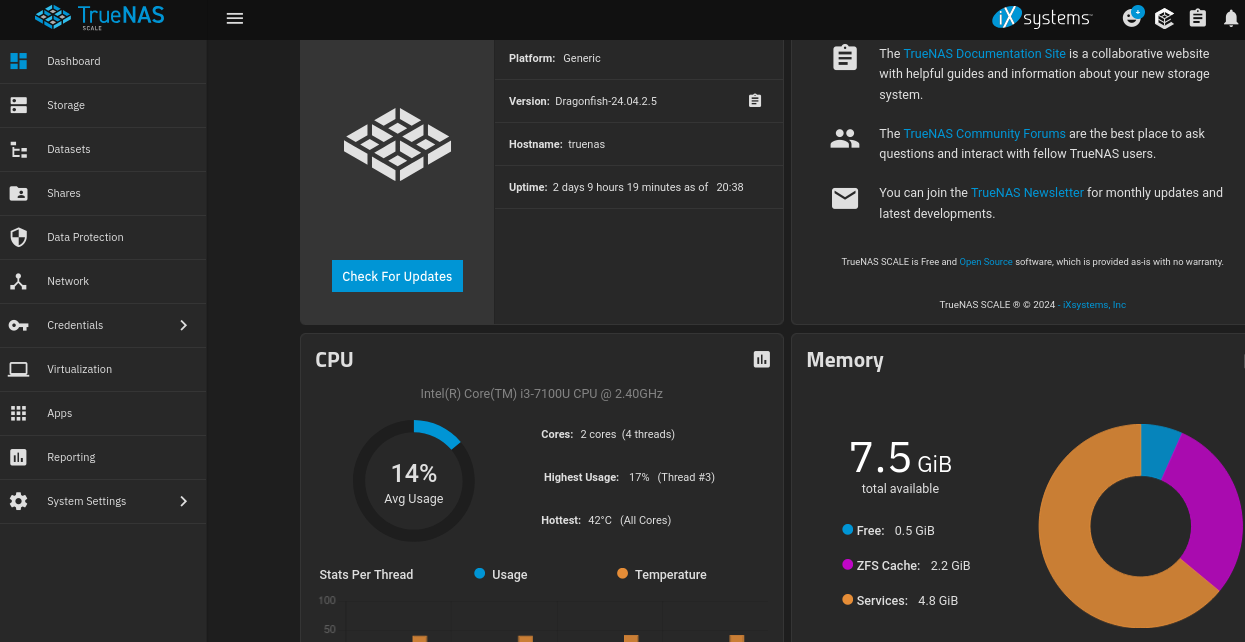 TrueNAS
SCALE
iX systems
+
Dashboard
Storage
Datasets
Shares
Data Protection
Network
Credentials
Virtualization
Apps
Reporting
System Settings
Platform: Generic
Version: Dragonfish-24.04.2.5
Hostname: truenas
Uptime: 2 days 9 hours 19 minutes as of 20:38
Check For Updates
The TrueNAS Documentation Site is a collaborative website
with helpful guides and information about your new storage
system.
The TrueNAS Community Forums are the best place to ask
questions and interact with fellow TrueNAS users.
You can join the TrueNAS Newsletter for monthly updates and
latest developments.
TrueNAS SCALE is Free and Open Source software, which is provided as-is with no warranty.
TrueNAS SCALE ® © 2024 - iXsystems, Inc
CPU
Intel(R) Core(TM) i3-7100U CPU @ 2.40GHz
14%
Avg Usage
Cores: 2 cores (4 threads)
Highest Usage: 17% (Thread #3)
Hottest: 42°C (All Cores)
Stats Per Thread
Usage
Temperature
100
50
Memory
7.5 GiB
total available
Free: 0.5 GiB
ZFS Cache: 2.2 GiB
Services: 4.8 GiB